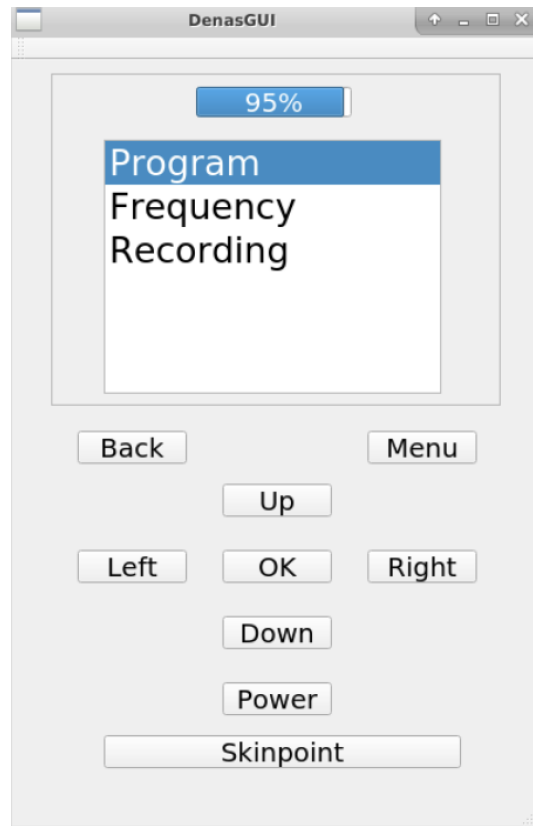 DenasGUI
95%
Program
Frequency
Recording
Back Menu
Up
Left OK Right
Down
Power
Skinpoint